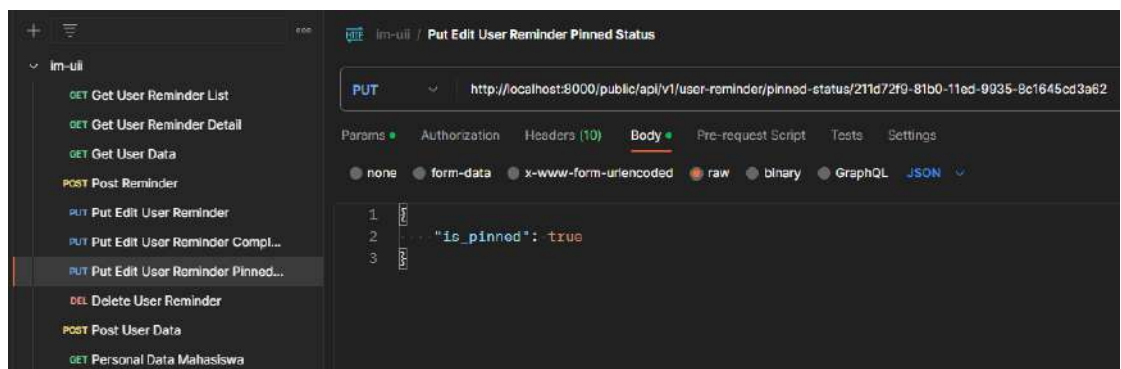 im-uii / Put Edit User Reminder Pinned Status
im-uii
GET Get User Reminder List
GET Get User Reminder Detail
GET Get User Data
POST Post Reminder
PUT Put Edit User Reminder
PUT Put Edit User Reminder Compl...
PUT Put Edit User Reminder Pinned...
DEL Delete User Reminder
POST Post User Data
GET Personal Data Mahasiswa
PUT http://localhost:8000/public/api/v1/user-reminder/pinned-status/211d72f9-81b0-11ed-9935-8c1645cd3a62
Params Authorization Headers (10) Body Pre-request Script Tests Settings
none form-data x-www-form-urlencoded raw binary GraphQL JSON
1 {
2 "is_pinned": true
3 }